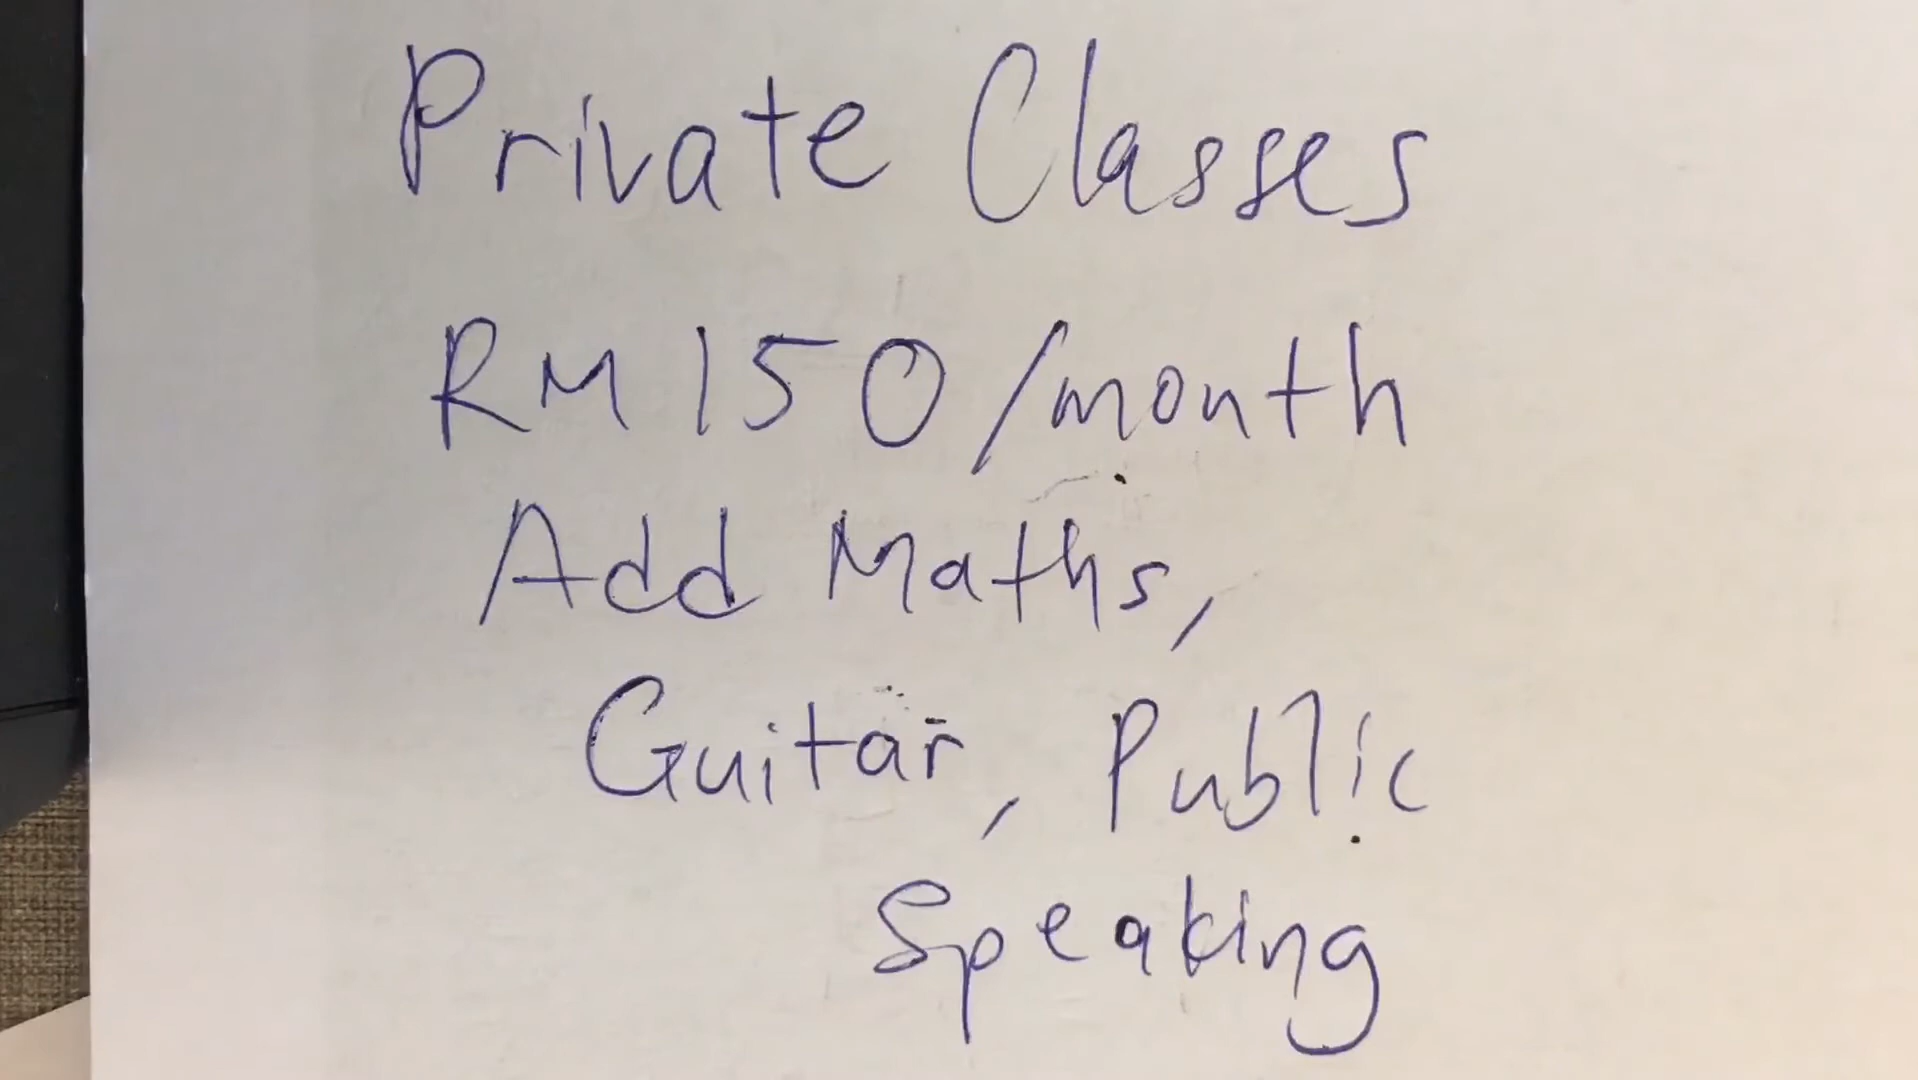 Private Classes
RM150/month
Add Maths,
Guitar, Public
Speaking